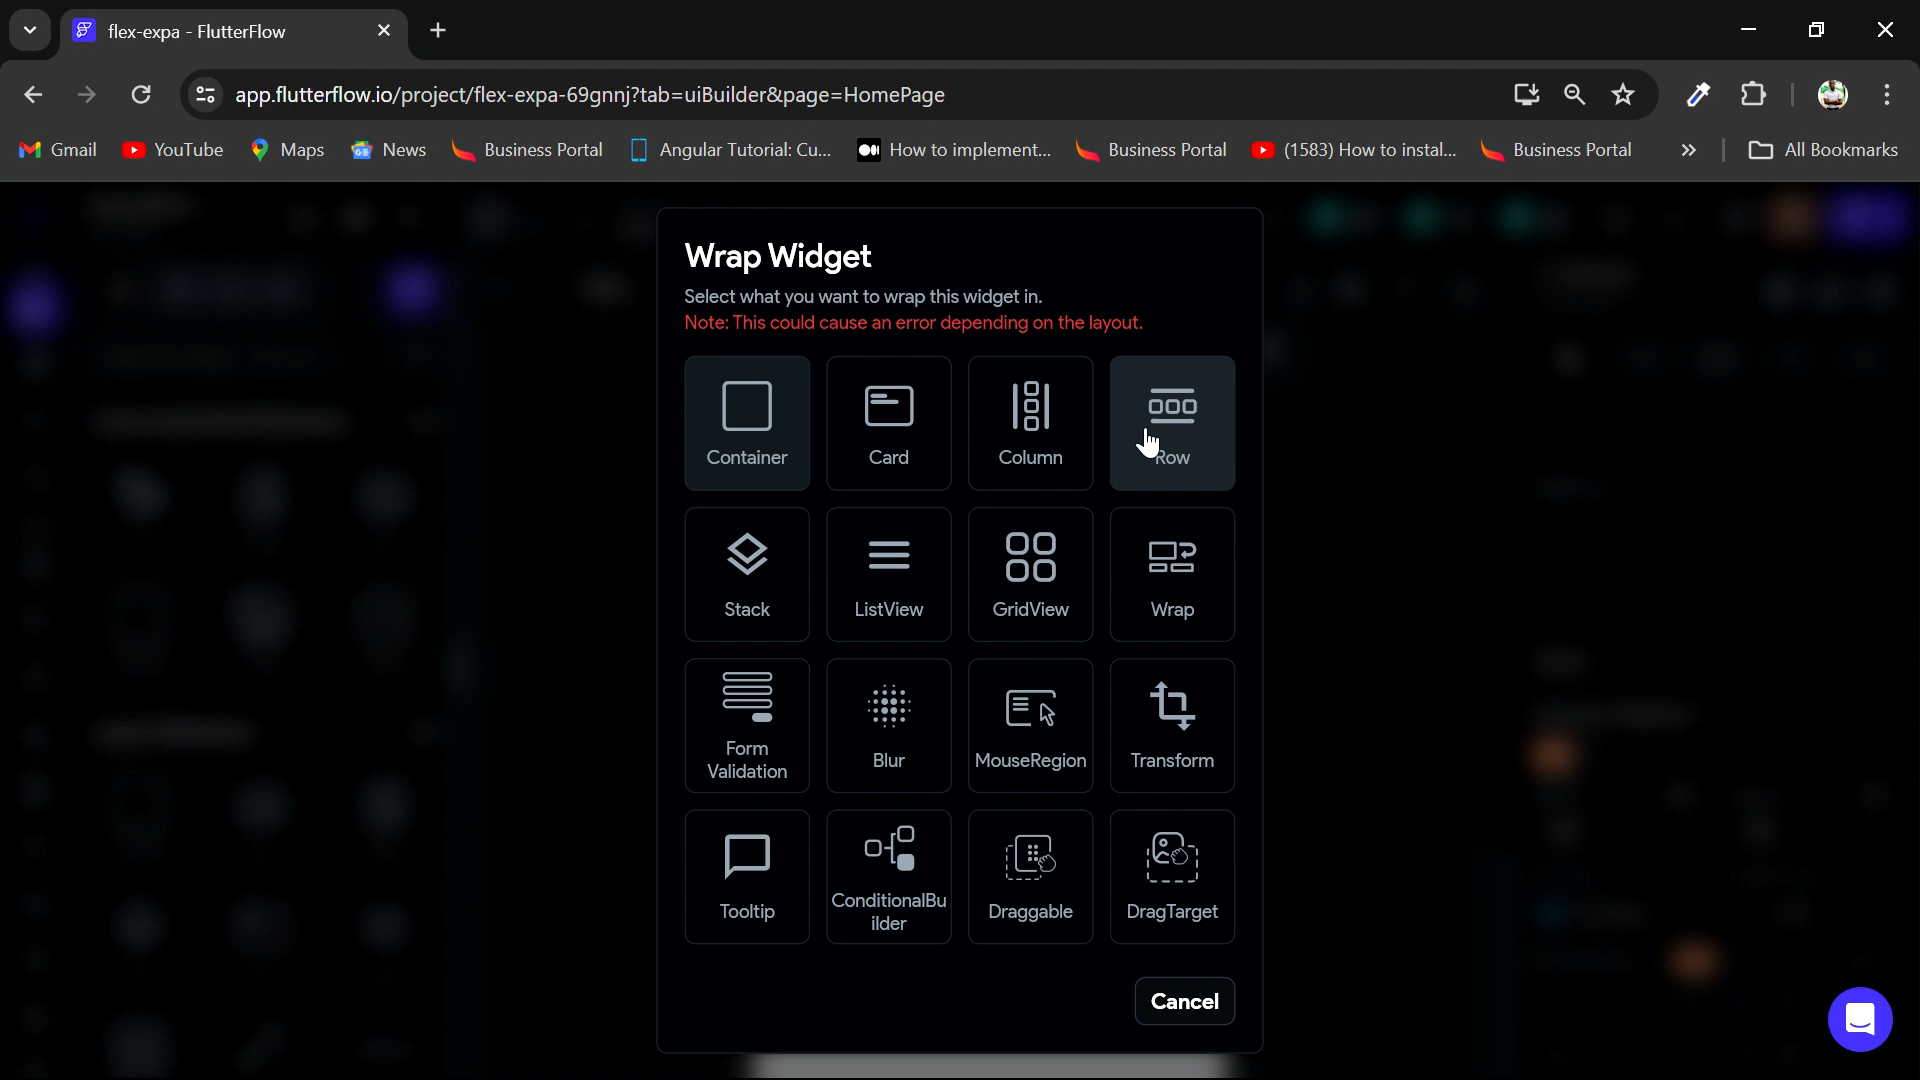 flex-expa - FlutterFlow
app.flutterflow.io/project/flex-expa-69gnnj?tab=uiBuilder&page=HomePage
Gmail
YouTube
Maps
News
Business Portal
Angular Tutorial: Cu...
How to implement...
Business Portal
(1583) How to instal...
Business Portal
All Bookmarks
Wrap Widget
Select what you want to wrap this widget in.
Note: This could cause an error depending on the layout.
Container
Card
Column
Row
Stack
ListView
GridView
Wrap
Form
Validation
Blur
MouseRegion
Transform
Tooltip
ConditionalBu
ilder
Draggable
DragTarget
Cancel